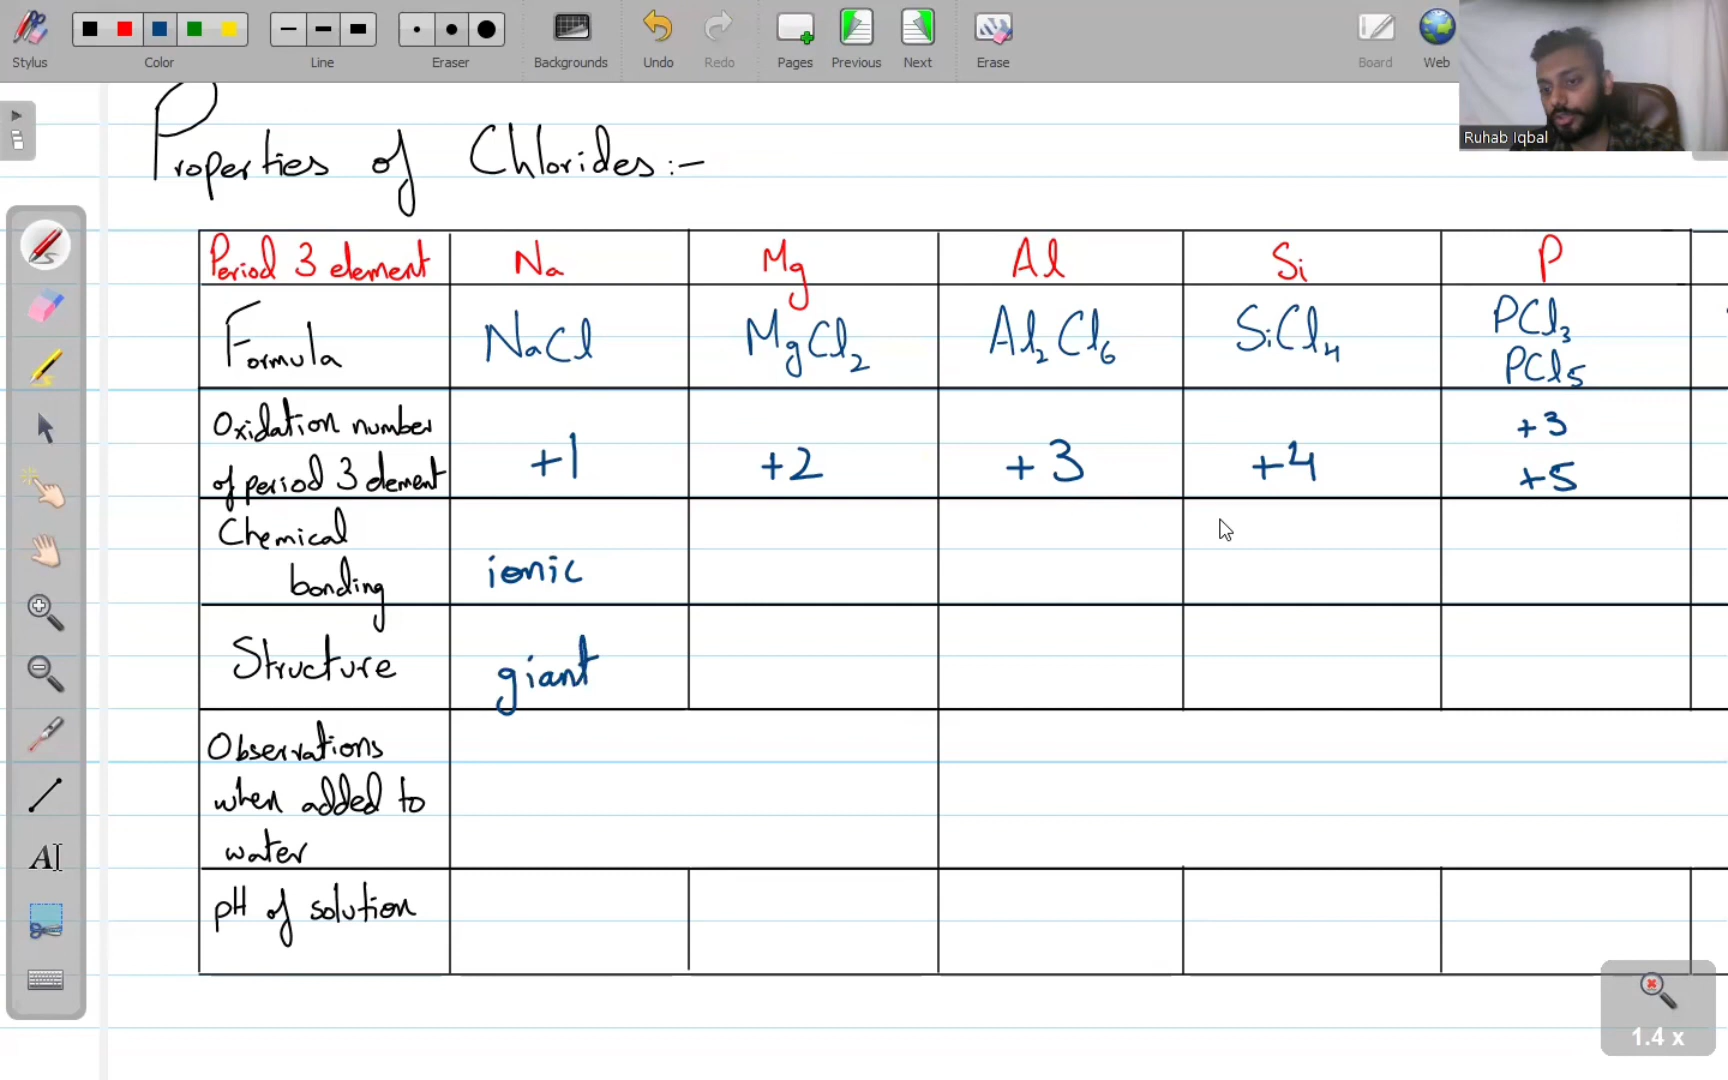 Stylus
Color
Line
Eraser
Backgrounds
Undo
Redo
Pages
Previous
Next
Erase
Board
Web
Ruhab Iqbal
Properties of Chlorides:-
Period 3 element Na Mg Al Si P
Formula NaCl MgCl₂ Al₂Cl₆ SiCl₄ PCl₃
PCl₅
Oxidation number
of period 3 element +1 +2 +3 +4 +3
+5
Chemical
bonding ionic
Structure giant
Observations
when added to
water
pH of solution
AI
1.4 x